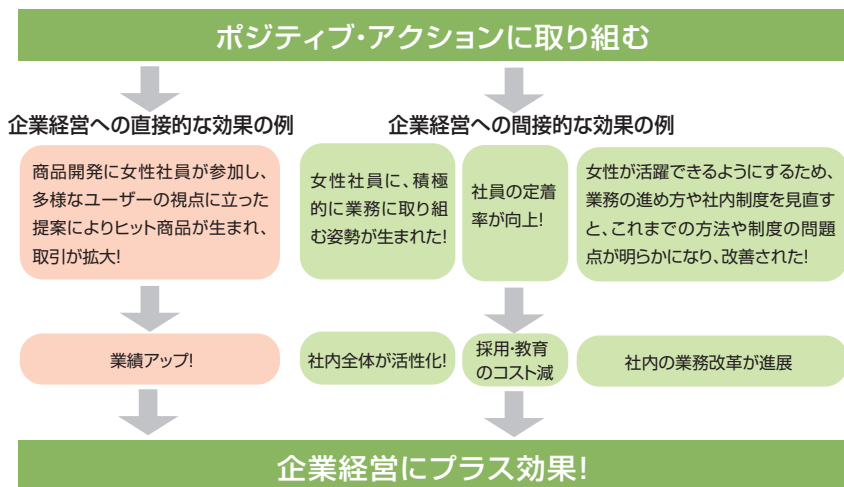 ポジティブ・アクションに取り組む
企業経営への直接的な効果の例
商品開発に女性社員が参加し、
多様なユーザーの視点に立った
提案によりヒット商品が生まれ、
取引が拡大!
業績アップ!
企業経営への間接的な効果の例
女性社員に、積極
的に業務に取り組
む姿勢が生まれた!
社員の定着
率が向上!
女性が活躍できるようにするため、
業務の進め方や社内制度を見直す
と、これまでの方法や制度の問題
点が明らかになり、改善された!
社内全体が活性化!
採用・教育
のコスト減
社内の業務改革が進展
企業経営にプラス効果!